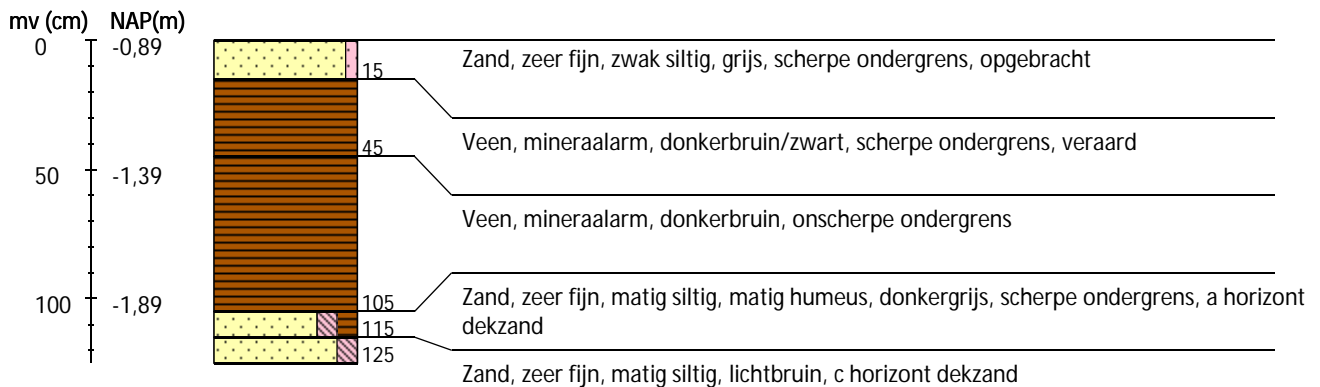 mv (cm) NAP(m)
0 -0,89
Zand, zeer fijn, zwak siltig, grijs, scherpe ondergrens, opgebracht
15
Veen, mineraalarm, donkerbruin/zwart, scherpe ondergrens, veraard
45
50 -1,39
Veen, mineraalarm, donkerbruin, onscherpe ondergrens
100 -1,89
105
Zand, zeer fijn, matig siltig, matig humeus, donkergrijs, scherpe ondergrens, a horizont
dekzand
115
125
Zand, zeer fijn, matig siltig, lichtbruin, c horizont dekzand